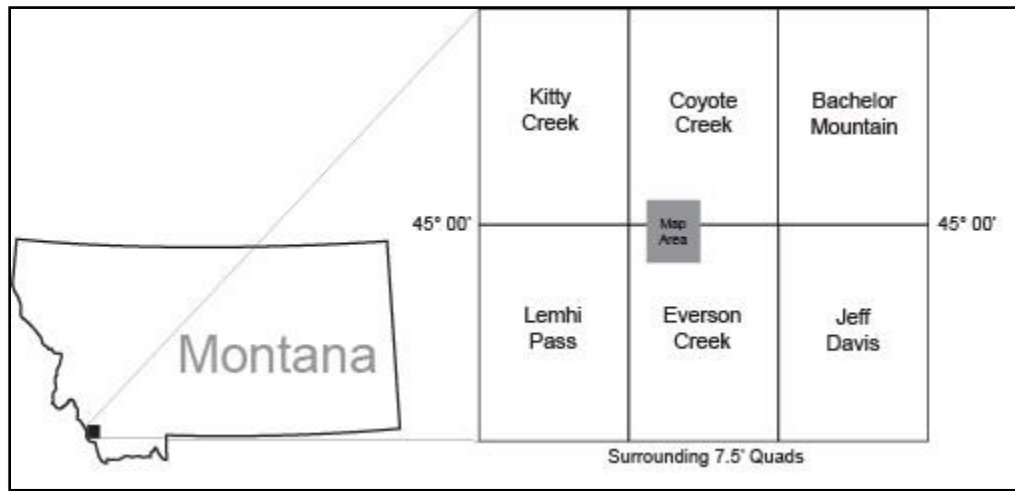 Kitty
Creek
Coyote
Creek
Bachelor
Mountain
45° 00'
Map
Area
45° 00'
Lemhi
Pass
Everson
Creek
Jeff
Davis
Montana
Surrounding 7.5' Quads